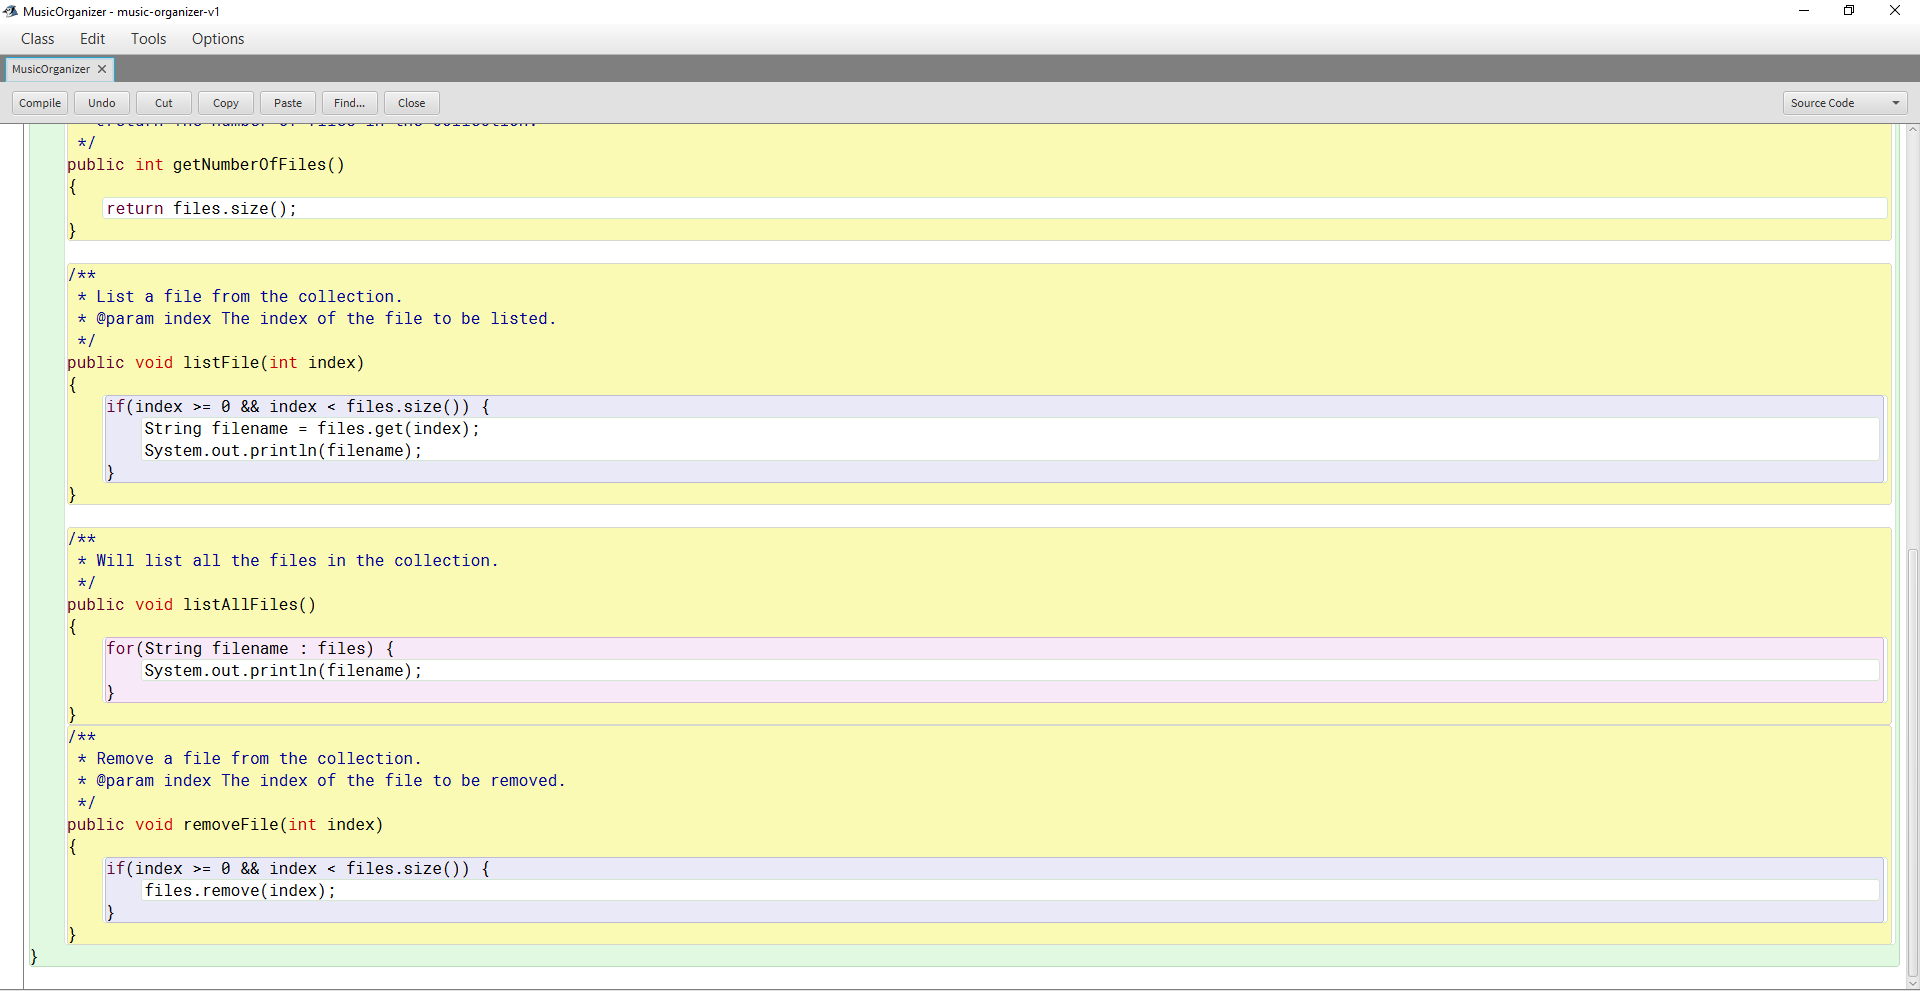 MusicOrganizer - music-organizer-v1
Class Edit Tools Options
MusicOrganizer
Compile Undo Cut Copy Paste Find... Close Source Code
*/
public int getNumberOfFiles()
{
return files.size();
}
/**
* List a file from the collection.
* @param index The index of the file to be listed.
*/
public void listFile(int index)
{
if(index >= 0 && index < files.size()) {
String filename = files.get(index);
System.out.println(filename);
}
}
/**
* Will list all the files in the collection.
*/
public void listAllFiles()
{
for(String filename : files) {
System.out.println(filename);
}
}
/**
* Remove a file from the collection.
* @param index The index of the file to be removed.
*/
public void removeFile(int index)
{
if(index >= 0 && index < files.size()) {
files.remove(index);
}
}
}